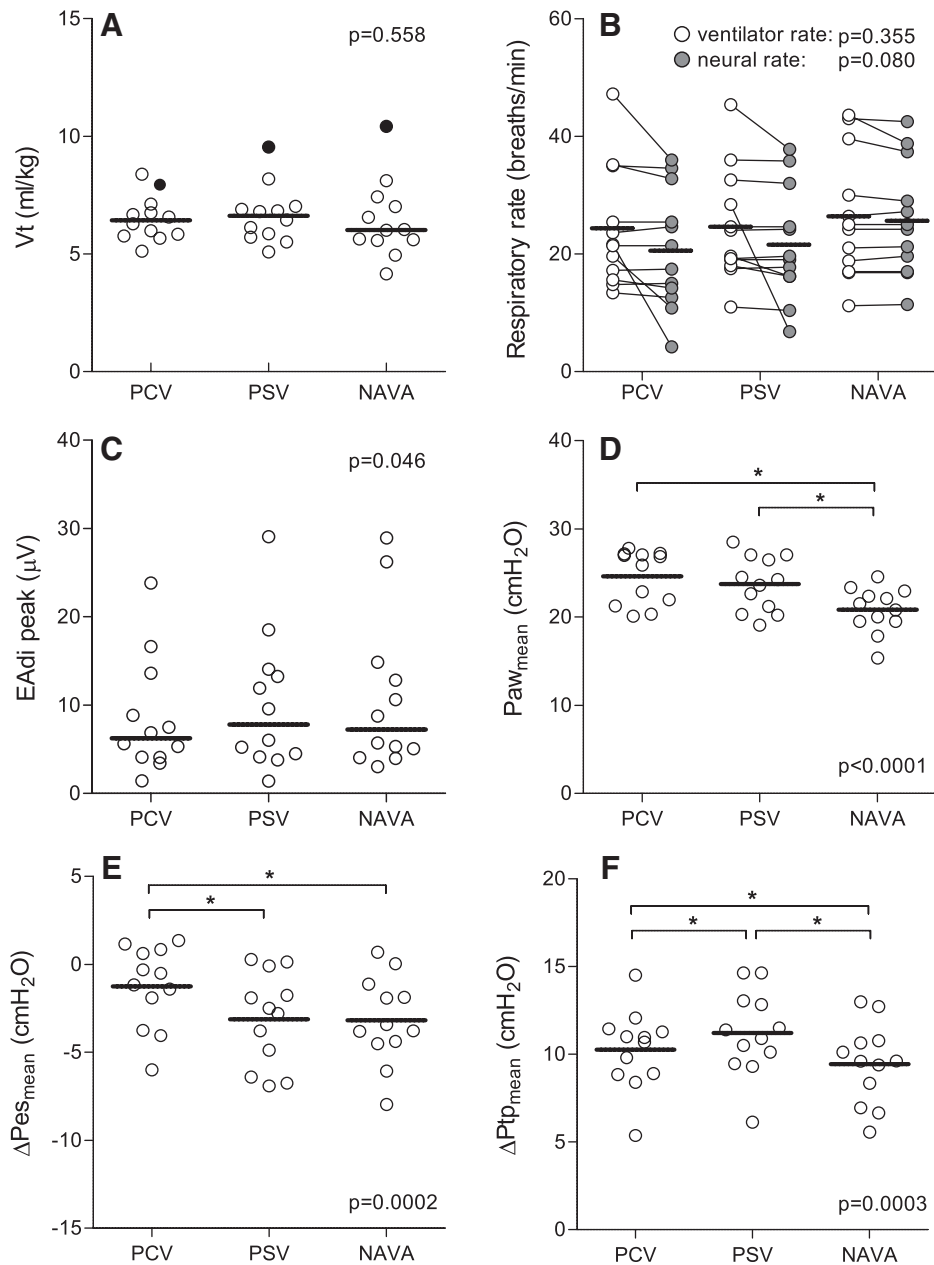 A
p=0.558
Vt (ml/kg)
15
10
5
0
PCV PSV NAVA
B
ventilator rate: p=0.355
neural rate: p=0.080
Respiratory rate (breaths/min)
60
40
20
0
PCV PSV NAVA
C
p=0.046
EAdi peak (μV)
40
30
20
10
0
PCV PSV NAVA
D
*
*
Pawmean (cmH2O)
40
30
20
10
0
p<0.0001
PCV PSV NAVA
E
*
*
ΔPesmean (cmH2O)
5
0
-5
-10
-15
p=0.0002
PCV PSV NAVA
F
*
* *
ΔPtpmean (cmH2O)
20
15
10
5
0
p=0.0003
PCV PSV NAVA